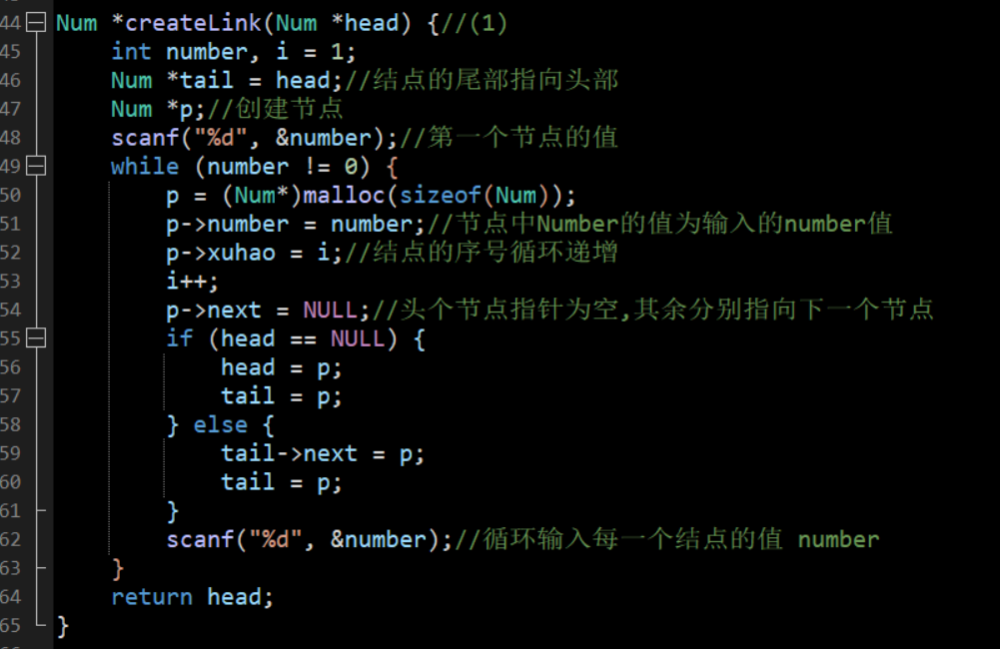 44 Num *createLink(Num *head) {//(1)
45 int number, i = 1;
46 Num *tail = head;//结点的尾部指向头部
47 Num *p;//创建节点
48 scanf("%d", &number);//第一个节点的值
49 while (number != 0) {
50 p = (Num*)malloc(sizeof(Num));
51 p->number = number;//节点中Number的值为输入的number值
52 p->xuhao = i;//结点的序号循环递增
53 i++;
54 p->next = NULL;//头个节点指针为空,其余分别指向下一个节点
55 if (head == NULL) {
56 head = p;
57 tail = p;
58 } else {
59 tail->next = p;
60 tail = p;
61 }
62 scanf("%d", &number);//循环输入每一个结点的值 number
63 }
64 return head;
65 }